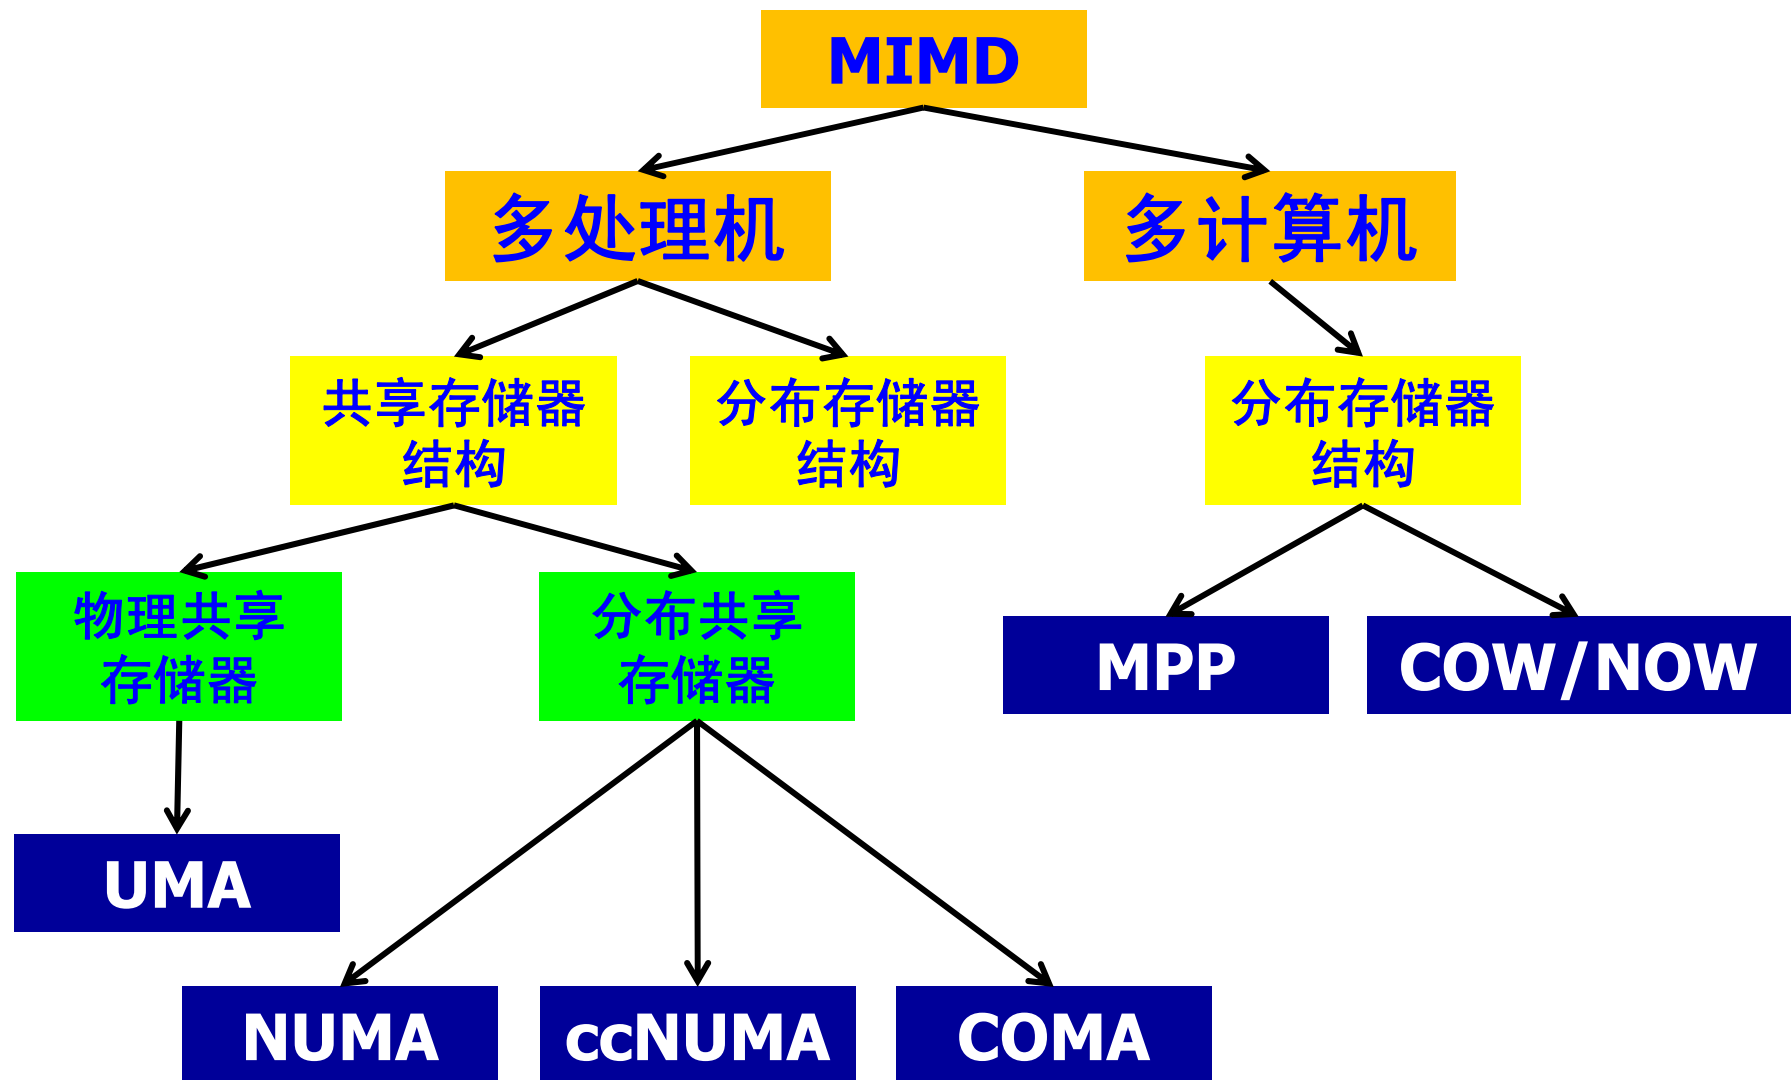 MIMD
多处理机
多计算机
共享存储器
结构
分布存储器
结构
分布存储器
结构
物理共享
存储器
分布共享
存储器
MPP
COW/NOW
UMA
NUMA
ccNUMA
COMA